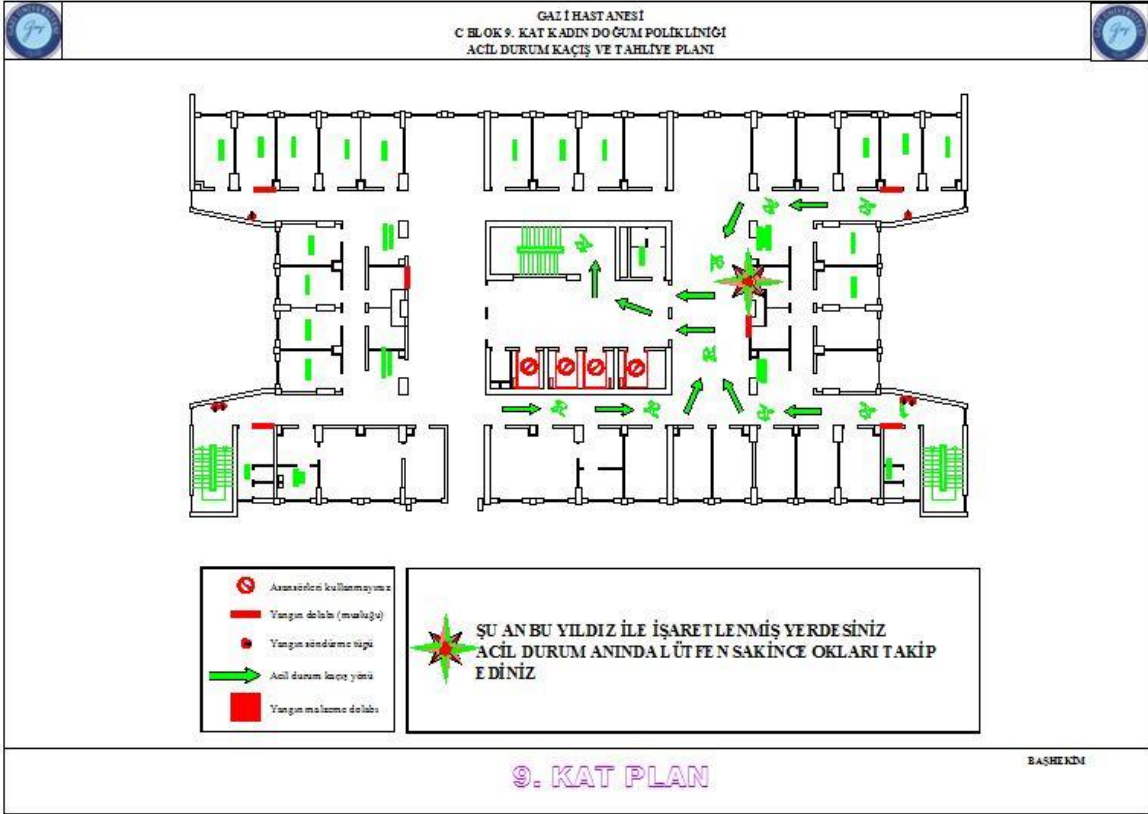 GAZİ HASTANESİ
C BLOK 9. KAT KADIN DOĞUM POLİKLİNİĞİ
ACİL DURUM KAÇIŞ VE TAHLİYE PLANI
Asansörleri kullanmayınız
Yangın dolabı (musluğu)
Yangın söndürme tüpü
Acil durum kaçış yönü
Yangın malzeme dolabı
ŞU AN BU YILDIZ İLE İŞARETLENMİŞ YERDESİNİZ
ACİL DURUM ANINDA LÜTFEN SAKİNCE OKLARI TAKİP
EDİNİZ
9. KAT PLAN
BAŞHEKİM